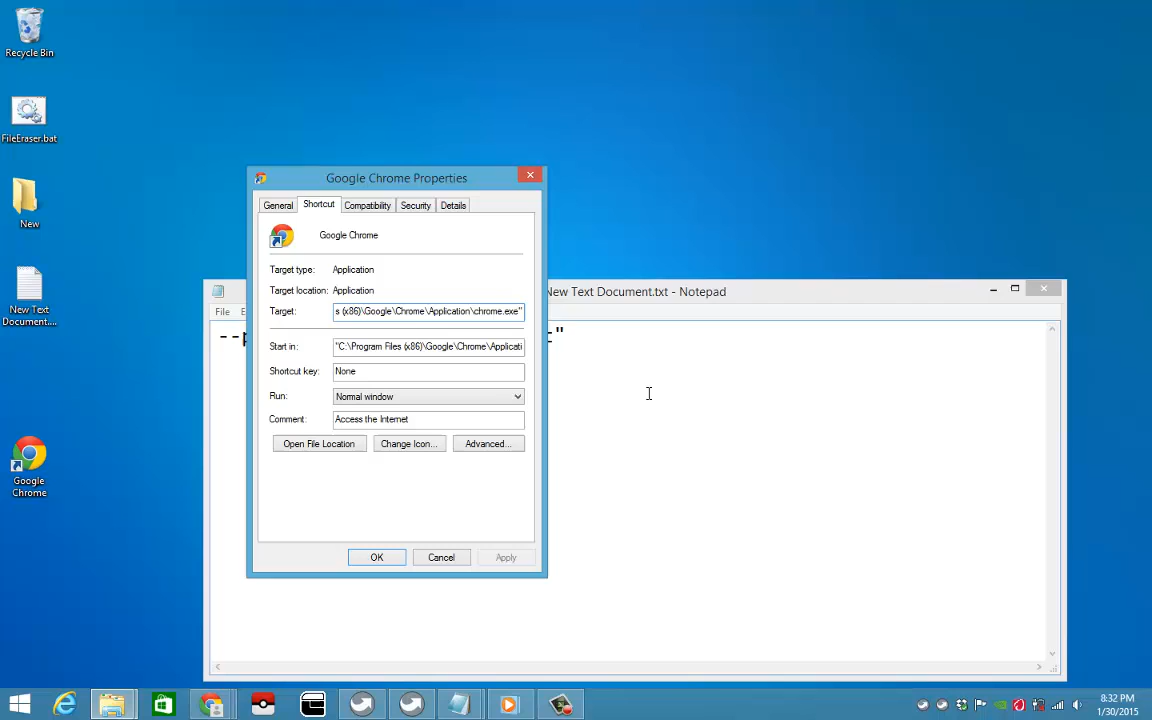 Recycle Bin
FileEraser.bat
New
New Text
Document....
Google
Chrome
Google Chrome Properties
General Shortcut Compatibility Security Details
Google Chrome
Target type: Application
Target location: Application
Target: s (x86)\Google\Chrome\Application\chrome.exe"
Start in: "C:\Program Files (x86)\Google\Chrome\Applicati
Shortcut key: None
Run: Normal window
Comment: Access the Internet
Open File Location Change Icon... Advanced...
OK Cancel Apply
New Text Document.txt - Notepad
File
8:32 PM
1/30/2015